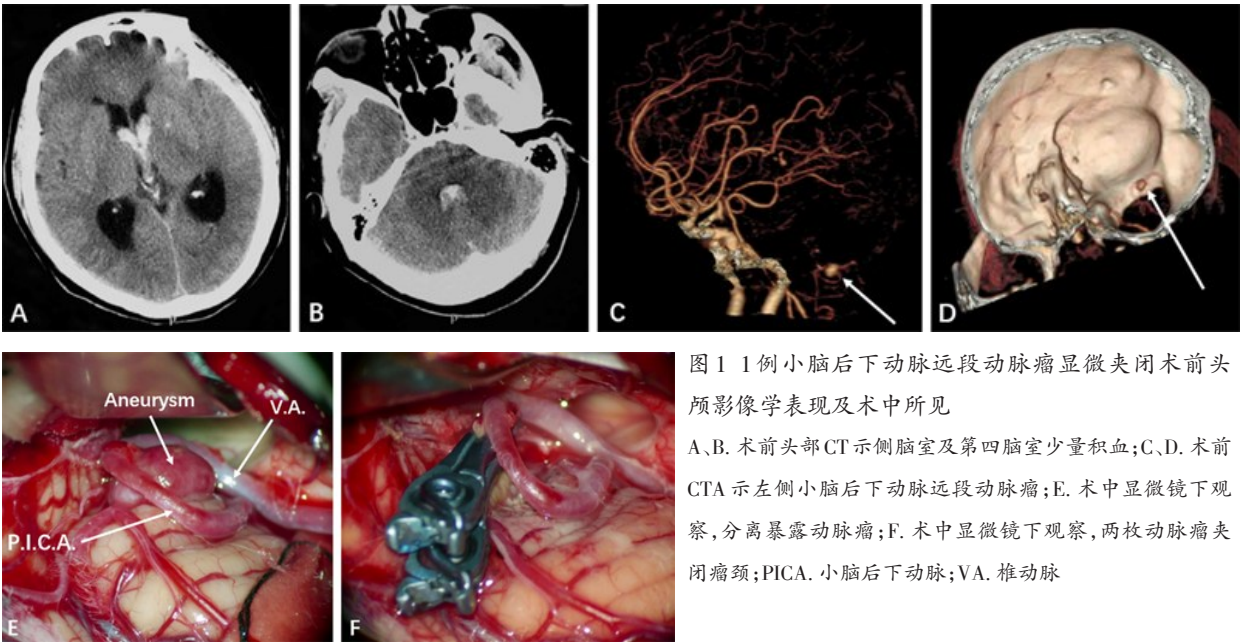 A
B
C
D
Aneurysm
V.A.
P.I.C.A.
E
F
图1 1例小脑后下动脉远段动脉瘤显微夹闭术前头
颅影像学表现及术中所见
A、B. 术前头部CT示侧脑室及第四脑室少量积血;C、D. 术前
CTA示左侧小脑后下动脉远段动脉瘤;E. 术中显微镜下观
察,分离暴露动脉瘤;F. 术中显微镜下观察,两枚动脉瘤夹
闭瘤颈;PICA. 小脑后下动脉;VA. 椎动脉